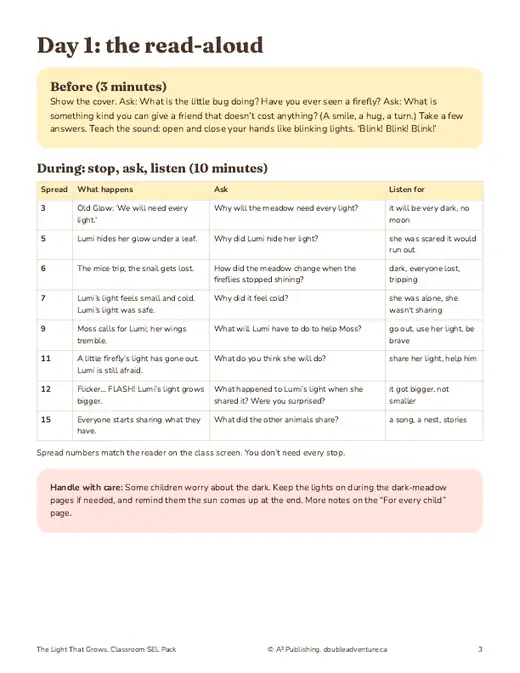 Day 1: the read-aloud
Before (3 minutes)
Show the cover. Ask: What is the little bug doing? Have you ever seen a firefly? Ask: What is
something kind you can give a friend that doesn't cost anything? (A smile, a hug, a turn.) Take a few
answers. Teach the sound: open and close your hands like blinking lights. 'Blink! Blink! Blink!'
During: stop, ask, listen (10 minutes)
Spread What happens Ask Listen for
3 Old Glow: 'We will need every light.' Why will the meadow need every light? it will be very dark, no moon
5 Lumi hides her glow under a leaf. Why did Lumi hide her light? she was scared it would run out
6 The mice trip; the snail gets lost. How did the meadow change when the fireflies stopped shining? dark, everyone lost, tripping
7 Lumi's light feels small and cold. Lumi's light was safe. Why did it feel cold? she was alone, she wasn't sharing
9 Moss calls for Lumi; her wings tremble. What will Lumi have to do to help Moss? go out, use her light, be brave
11 A little firefly's light has gone out. Lumi is still afraid. What do you think she will do? share her light, help him
12 Flicker... FLASH! Lumi's light grows bigger. What happened to Lumi's light when she shared it? Were you surprised? it got bigger, not smaller
15 Everyone starts sharing what they have. What did the other animals share? a song, a nest, stories
Spread numbers match the reader on the class screen. You don't need every stop.
Handle with care: Some children worry about the dark. Keep the lights on during the dark-meadow
pages if needed, and remind them the sun comes up at the end. More notes on the "For every child"
page.
The Light That Grows. Classroom SEL Pack © A² Publishing. doubleadventure.ca 3